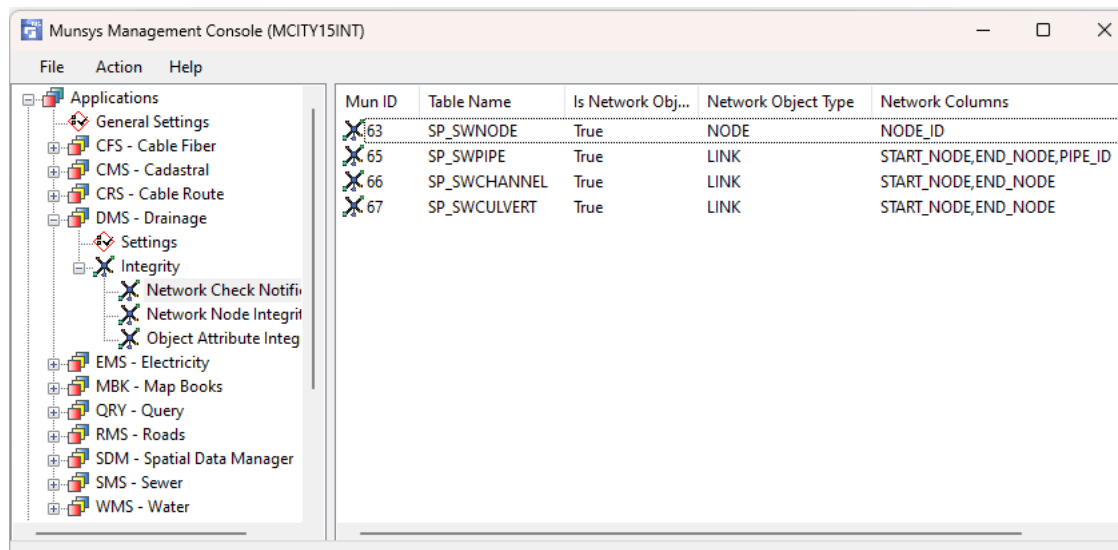 Munsys Management Console (MCITY15INT)
File Action Help
Applications
General Settings
CFS - Cable Fiber
CMS - Cadastral
CRS - Cable Route
DMS - Drainage
Settings
Integrity
Network Check Notifi
Network Node Integrit
Object Attribute Integ
EMS - Electricity
MBK - Map Books
QRY - Query
RMS - Roads
SDM - Spatial Data Manager
SMS - Sewer
WMS - Water
Mun ID Table Name Is Network Obj... Network Object Type Network Columns
63 SP_SWNODE True NODE NODE_ID
65 SP_SWPIPE True LINK START_NODE,END_NODE,PIPE_ID
66 SP_SWCHANNEL True LINK START_NODE,END_NODE
67 SP_SWCULVERT True LINK START_NODE,END_NODE